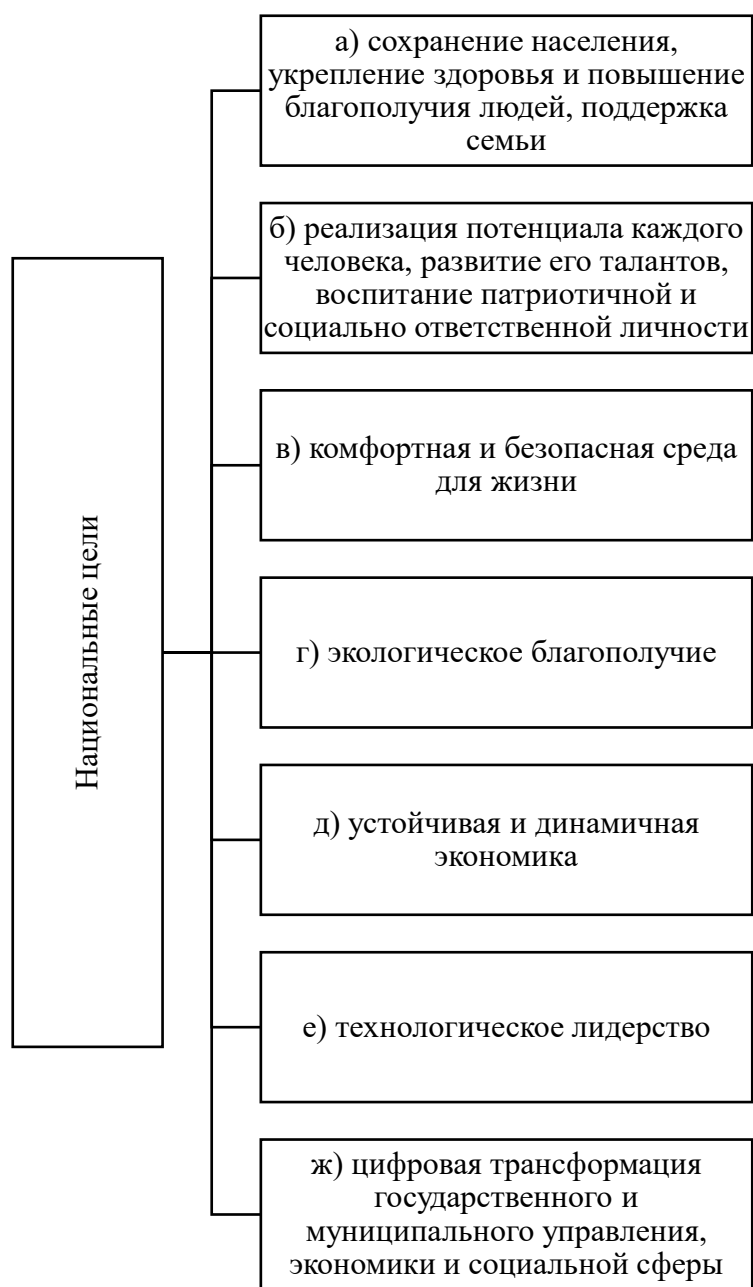 Национальные цели
а) сохранение населения,
укрепление здоровья и повышение
благополучия людей, поддержка
семьи
б) реализация потенциала каждого
человека, развитие его талантов,
воспитание патриотичной и
социально ответственной личности
в) комфортная и безопасная среда
для жизни
г) экологическое благополучие
д) устойчивая и динамичная
экономика
е) технологическое лидерство
ж) цифровая трансформация
государственного и
муниципального управления,
экономики и социальной сферы